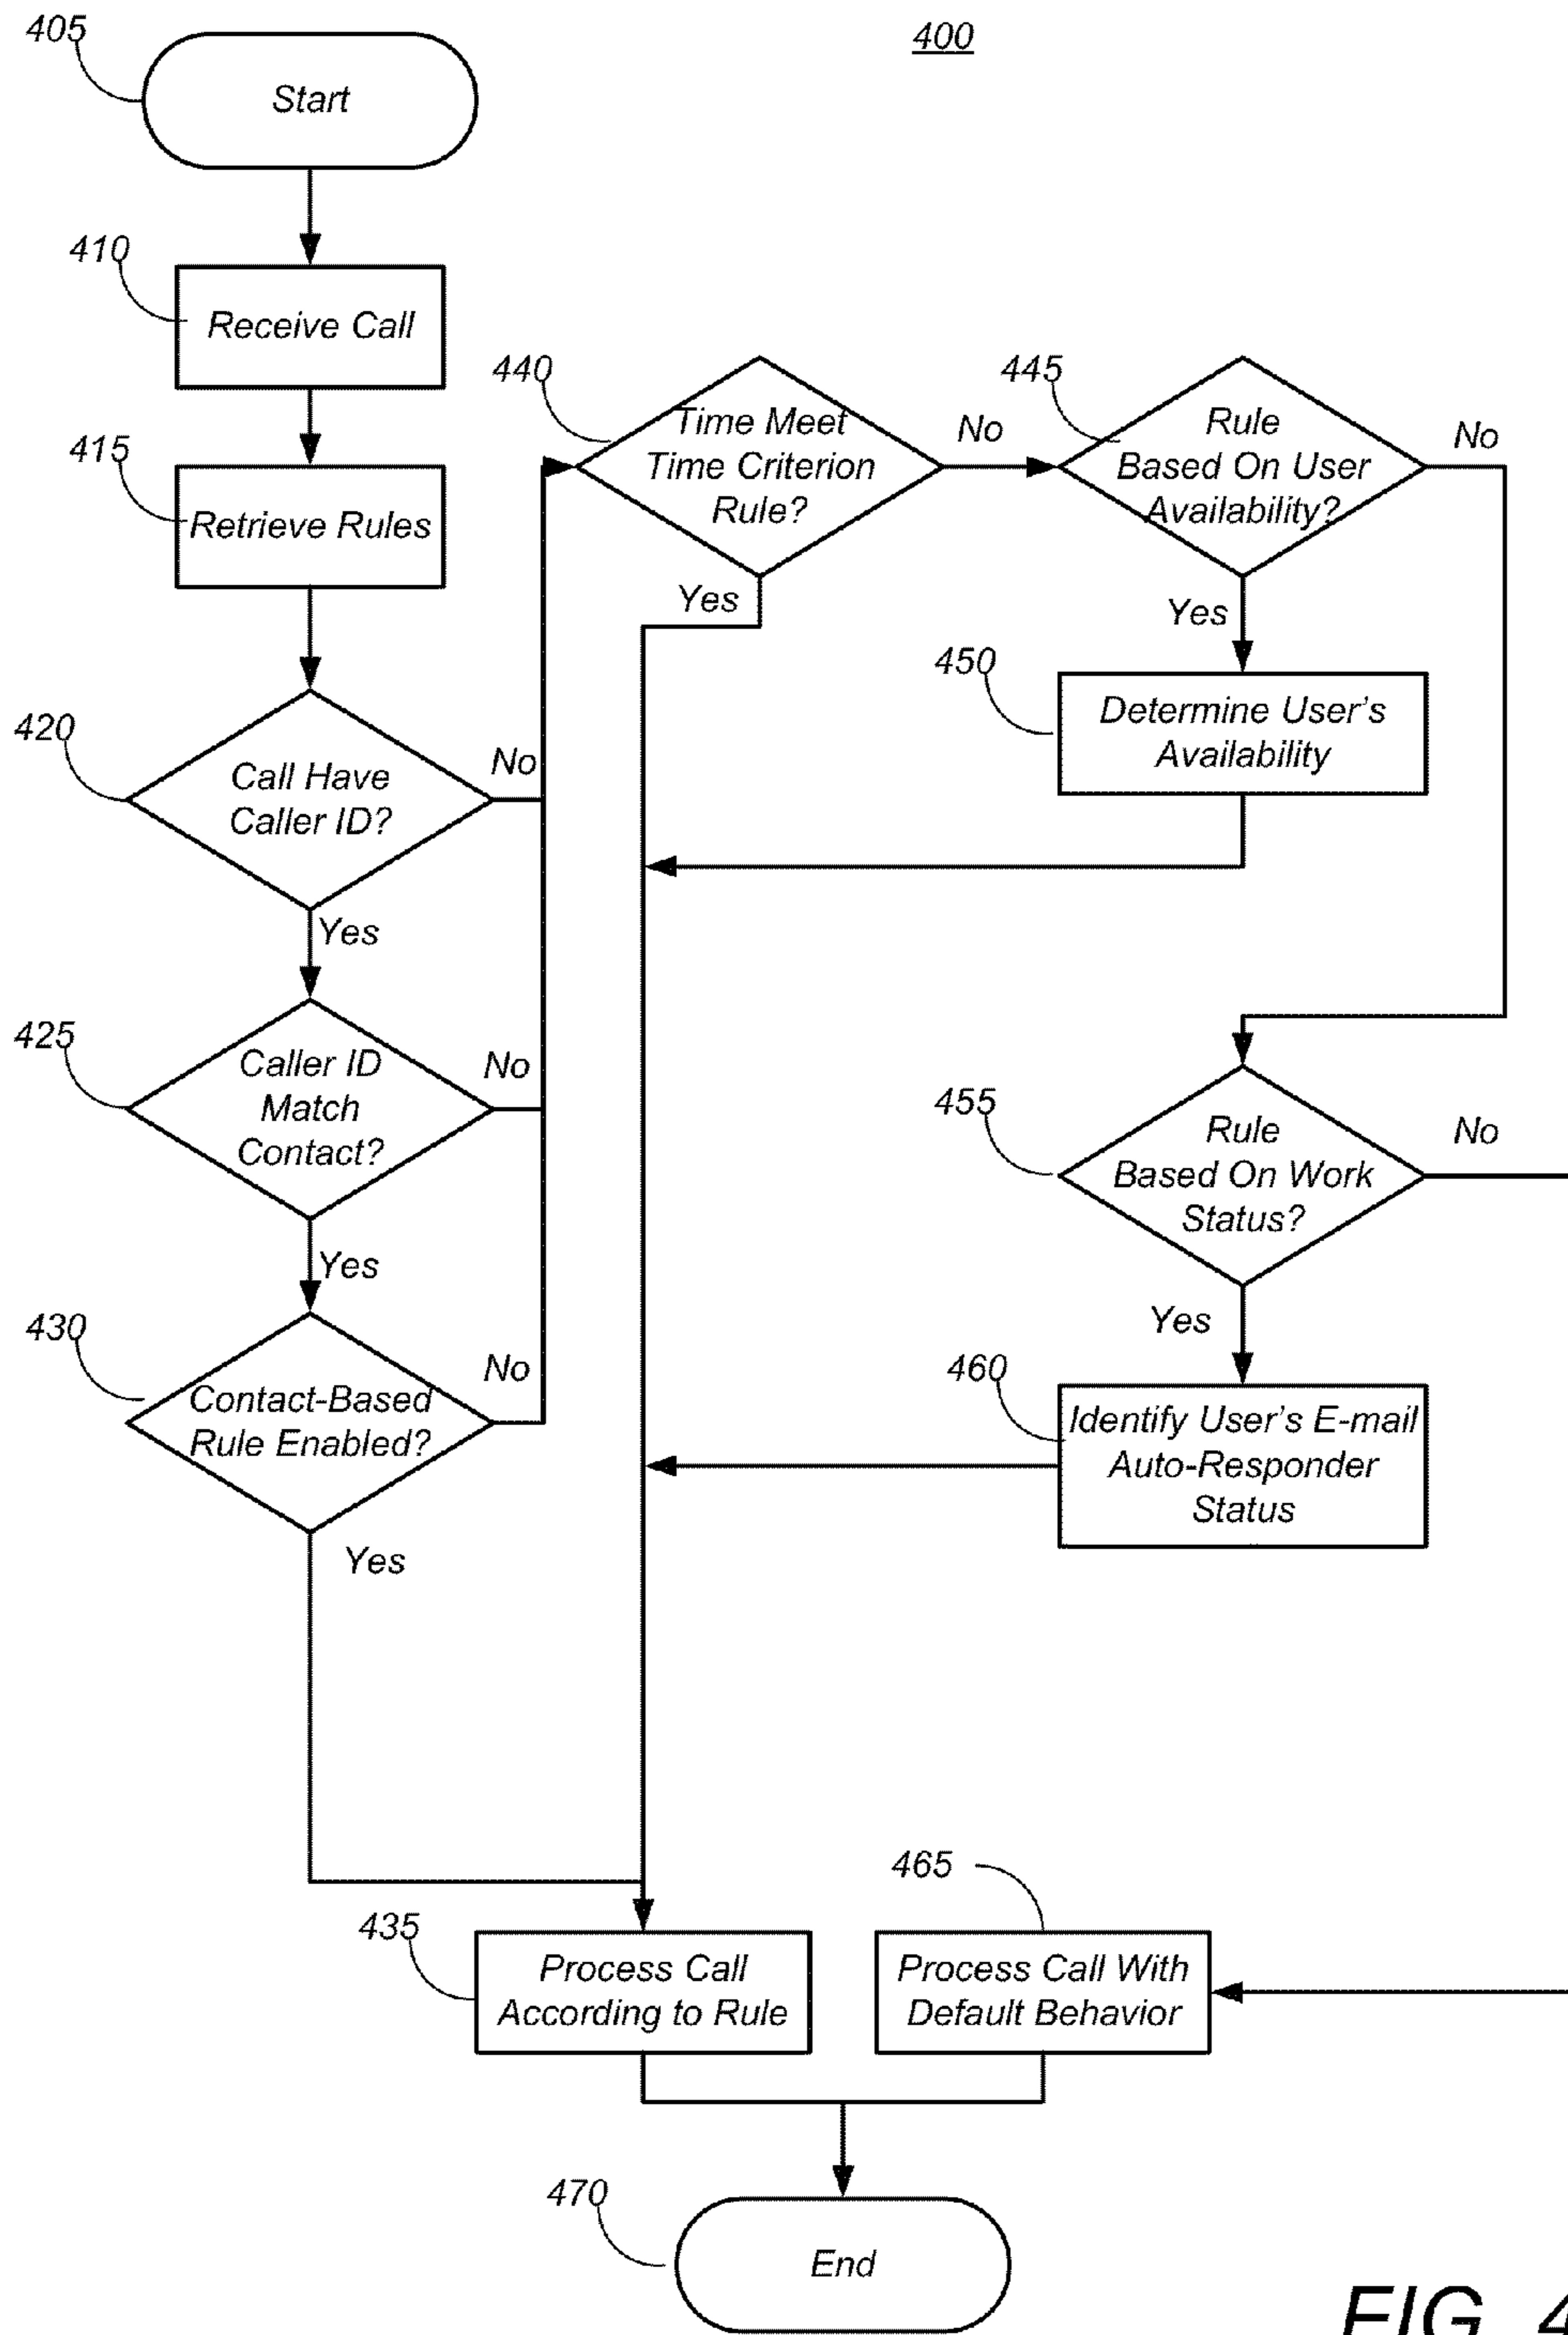 400
405
Start
410
Receive Call
415
Retrieve Rules
420
Call Have
Caller ID?
No
Yes
425
Caller ID
Match
Contact?
No
Yes
430
Contact-Based
Rule Enabled?
No
Yes
440
Time Meet
Time Criterion
Rule?
No
Yes
445
Rule
Based On User
Availability?
No
Yes
450
Determine User's
Availability
455
Rule
Based On Work
Status?
No
Yes
460
Identify User's E-mail
Auto-Responder
Status
435
Process Call
According to Rule
465
Process Call With
Default Behavior
470
End
FIG. 4